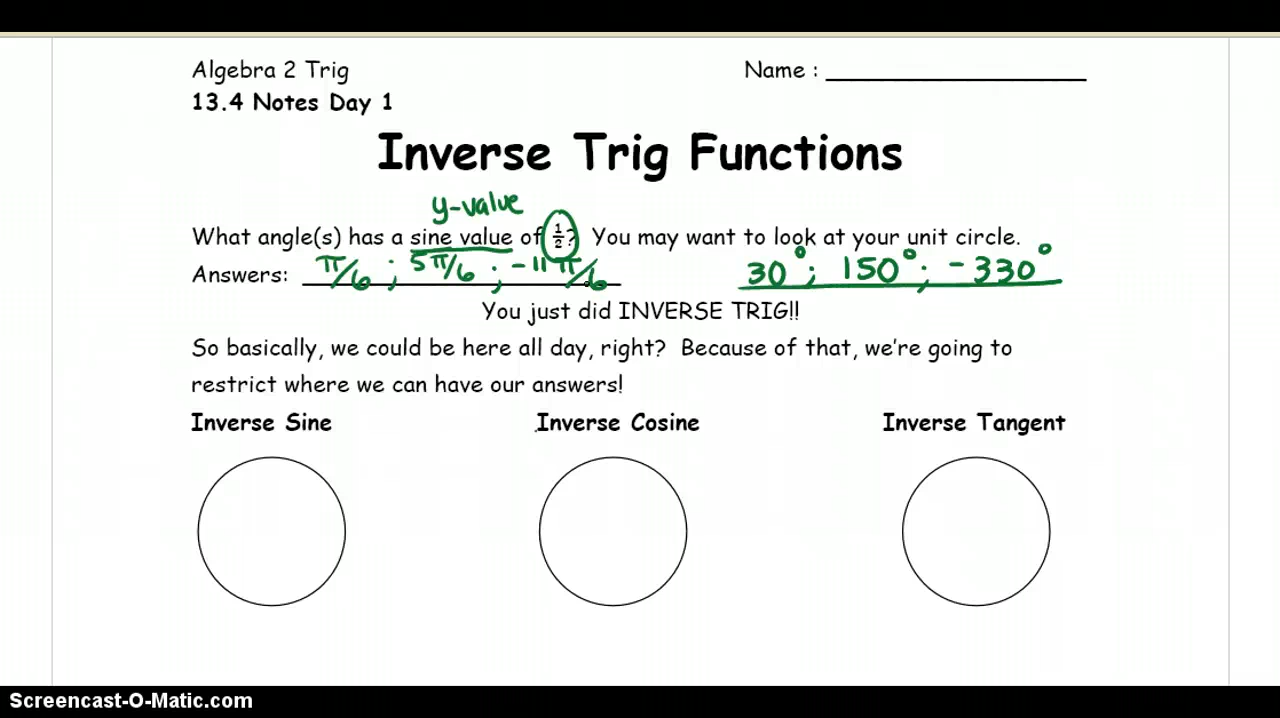 Algebra 2 Trig Name : ____________________
13.4 Notes Day 1
Inverse Trig Functions
y-value
What angle(s) has a sine value of 1/2? You may want to look at your unit circle.
Answers: π/6 ; 5π/6 ; -11π/6 30° ; 150° ; -330°
You just did INVERSE TRIG!!
So basically, we could be here all day, right? Because of that, we're going to
restrict where we can have our answers!
Inverse Sine Inverse Cosine Inverse Tangent
Screencast-O-Matic.com